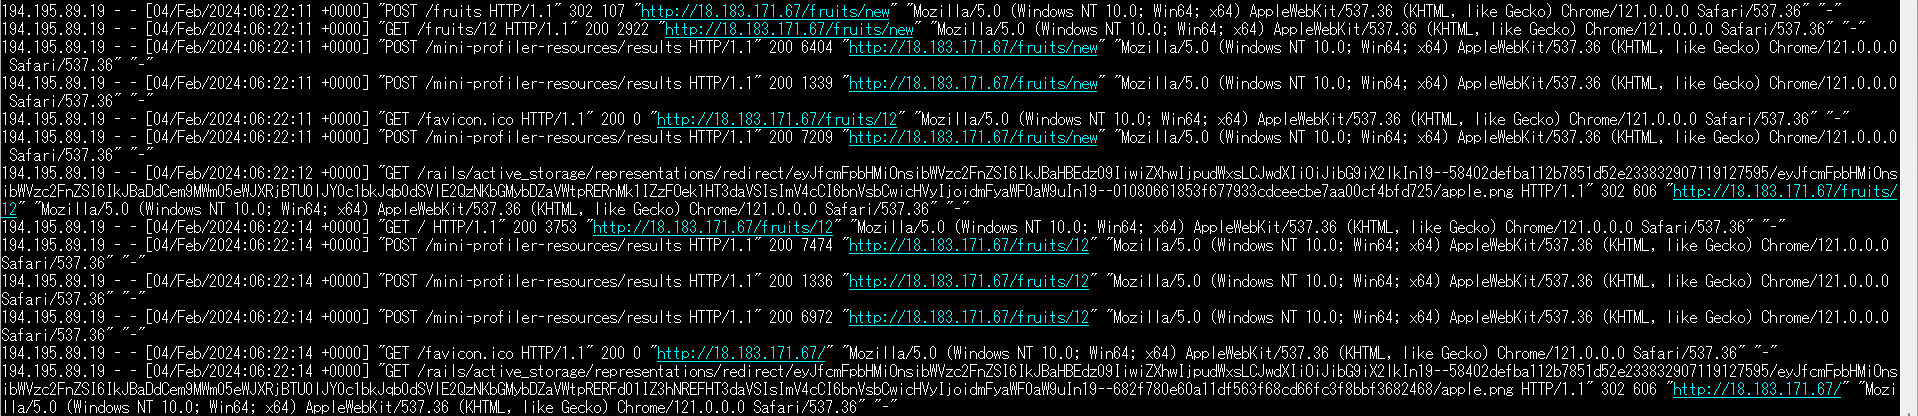 194.195.89.19 - - [04/Feb/2024:06:22:11 +0000] "POST /fruits HTTP/1.1" 302 107 "http://18.183.171.67/fruits/new" "Mozilla/5.0 (Windows NT 10.0; Win64; x64) AppleWebKit/537.36 (KHTML, like Gecko) Chrome/121.0.0.0 Safari/537.36" "-"
194.195.89.19 - - [04/Feb/2024:06:22:11 +0000] "GET /fruits/12 HTTP/1.1" 200 2922 "http://18.183.171.67/fruits/new" "Mozilla/5.0 (Windows NT 10.0; Win64; x64) AppleWebKit/537.36 (KHTML, like Gecko) Chrome/121.0.0.0 Safari/537.36" "-"
194.195.89.19 - - [04/Feb/2024:06:22:11 +0000] "POST /mini-profiler-resources/results HTTP/1.1" 200 6404 "http://18.183.171.67/fruits/new" "Mozilla/5.0 (Windows NT 10.0; Win64; x64) AppleWebKit/537.36 (KHTML, like Gecko) Chrome/121.0.0.0
Safari/537.36" "-"
194.195.89.19 - - [04/Feb/2024:06:22:11 +0000] "POST /mini-profiler-resources/results HTTP/1.1" 200 1339 "http://18.183.171.67/fruits/new" "Mozilla/5.0 (Windows NT 10.0; Win64; x64) AppleWebKit/537.36 (KHTML, like Gecko) Chrome/121.0.0.0
Safari/537.36" "-"
194.195.89.19 - - [04/Feb/2024:06:22:11 +0000] "GET /favicon.ico HTTP/1.1" 200 0 "http://18.183.171.67/fruits/12" "Mozilla/5.0 (Windows NT 10.0; Win64; x64) AppleWebKit/537.36 (KHTML, like Gecko) Chrome/121.0.0.0 Safari/537.36" "-"
194.195.89.19 - - [04/Feb/2024:06:22:11 +0000] "POST /mini-profiler-resources/results HTTP/1.1" 200 7209 "http://18.183.171.67/fruits/new" "Mozilla/5.0 (Windows NT 10.0; Win64; x64) AppleWebKit/537.36 (KHTML, like Gecko) Chrome/121.0.0.0
Safari/537.36" "-"
194.195.89.19 - - [04/Feb/2024:06:22:12 +0000] "GET /rails/active_storage/representations/redirect/
/apple.png HTTP/1.1" 302 606 "http://18.183.171.67/fruits/
12" "Mozilla/5.0 (Windows NT 10.0; Win64; x64) AppleWebKit/537.36 (KHTML, like Gecko) Chrome/121.0.0.0 Safari/537.36" "-"
194.195.89.19 - - [04/Feb/2024:06:22:14 +0000] "GET / HTTP/1.1" 200 3753 "http://18.183.171.67/fruits/12" "Mozilla/5.0 (Windows NT 10.0; Win64; x64) AppleWebKit/537.36 (KHTML, like Gecko) Chrome/121.0.0.0 Safari/537.36" "-"
194.195.89.19 - - [04/Feb/2024:06:22:14 +0000] "POST /mini-profiler-resources/results HTTP/1.1" 200 7474 "http://18.183.171.67/fruits/12" "Mozilla/5.0 (Windows NT 10.0; Win64; x64) AppleWebKit/537.36 (KHTML, like Gecko) Chrome/121.0.0.0
Safari/537.36" "-"
194.195.89.19 - - [04/Feb/2024:06:22:14 +0000] "POST /mini-profiler-resources/results HTTP/1.1" 200 1336 "http://18.183.171.67/fruits/12" "Mozilla/5.0 (Windows NT 10.0; Win64; x64) AppleWebKit/537.36 (KHTML, like Gecko) Chrome/121.0.0.0
Safari/537.36" "-"
194.195.89.19 - - [04/Feb/2024:06:22:14 +0000] "POST /mini-profiler-resources/results HTTP/1.1" 200 6972 "http://18.183.171.67/fruits/12" "Mozilla/5.0 (Windows NT 10.0; Win64; x64) AppleWebKit/537.36 (KHTML, like Gecko) Chrome/121.0.0.0
Safari/537.36" "-"
194.195.89.19 - - [04/Feb/2024:06:22:14 +0000] "GET /favicon.ico HTTP/1.1" 200 0 "http://18.183.171.67/" "Mozilla/5.0 (Windows NT 10.0; Win64; x64) AppleWebKit/537.36 (KHTML, like Gecko) Chrome/121.0.0.0 Safari/537.36" "-"
194.195.89.19 - - [04/Feb/2024:06:22:14 +0000] "GET /rails/active_storage/representations/redirect/
/apple.png HTTP/1.1" 302 606 "http://18.183.171.67/" "Mozi
lla/5.0 (Windows NT 10.0; Win64; x64) AppleWebKit/537.36 (KHTML, like Gecko) Chrome/121.0.0.0 Safari/537.36" "-"